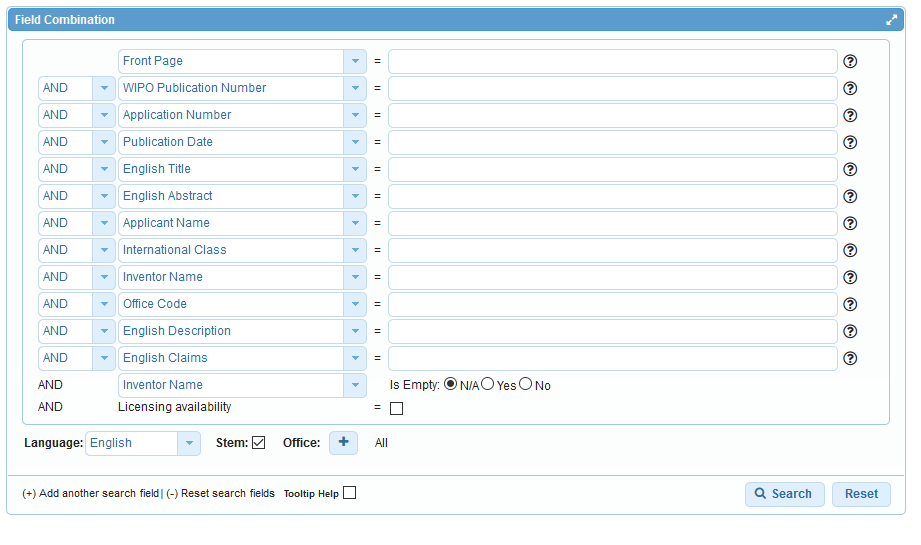 Field Combination
Front Page =
AND WIPO Publication Number =
AND Application Number =
AND Publication Date =
AND English Title =
AND English Abstract =
AND Applicant Name =
AND International Class =
AND Inventor Name =
AND Office Code =
AND English Description =
AND English Claims =
AND Inventor Name Is Empty: N/A Yes No
AND Licensing availability =
Language: English Stem: Office: + All
(+) Add another search field| (-) Reset search fields Tooltip Help Search Reset